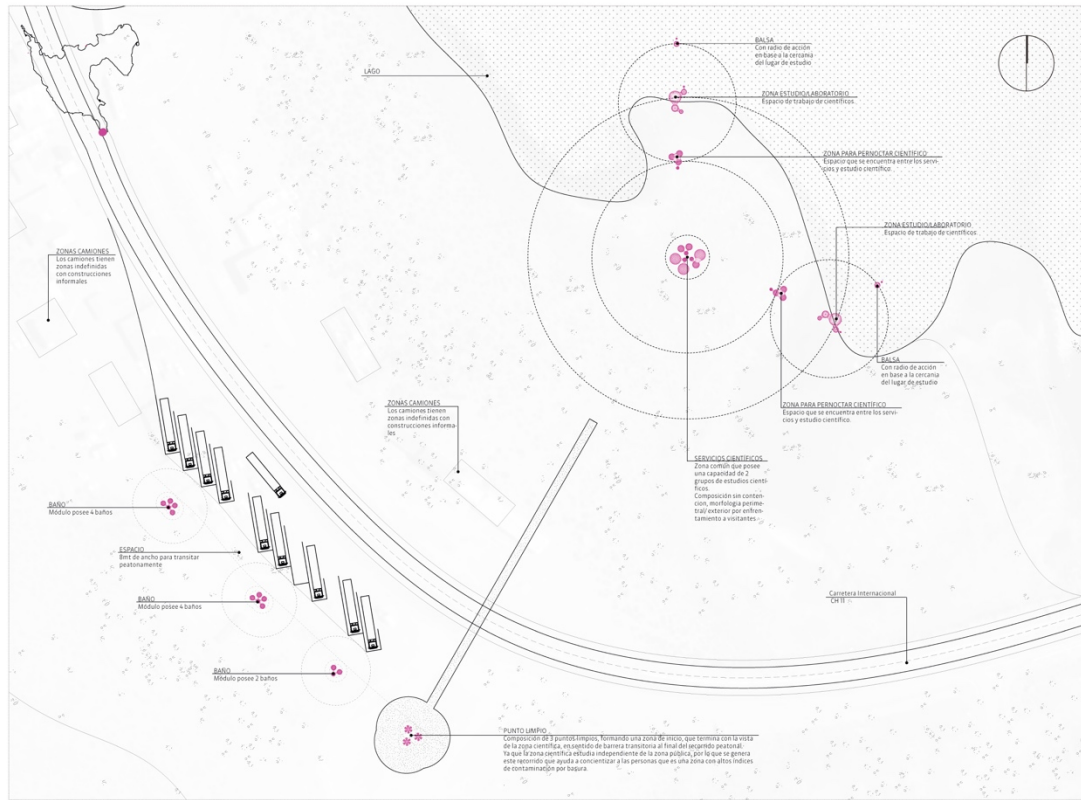 BALSA
Con radio de acción
en base a la cercania
del lugar de estudio
LAGO
ZONA ESTUDIO/LABORATORIO
Espacio de trabajo de científicos
ZONA PARA PERNOCTAR CIENTÍFICO
Espacio que se encuentra entre los servi-
cios y estudio científico
ZONA ESTUDIO/LABORATORIO
Espacio de trabajo de científicos
ZONAS CAMIONES
Los camiones tienen
zonas indefinidas
con construcciones
informales
BALSA
Con radio de acción
en base a la cercania
del lugar de estudio
ZONAS CAMIONES
Los camiones tienen
zonas indefinidas con
construcciones informa-
les
ZONA PARA PERNOCTAR CIENTÍFICO
Espacio que se encuentra entre los servi-
cios y estudio científico
SERVICIOS CIENTÍFICOS
Zona común que posee
una capacidad de 2
grupos de estudios cientí-
ficos.
Composición sin conten-
cion, morfología perime-
tral/ exterior por enfren-
tamiento a visitantes
BAÑO
Módulo posee 4 baños
ESPACIO
8mt de ancho para transitar
peatonamente
BAÑO
Módulo posee 4 baños
Carretera Internacional
CH 11
BAÑO
Módulo posee 2 baños
PUNTO LIMPIO
Composición de 3 puntos limpios, formando una zona de inicio, que termina con la vista
de la zona científica, en sentido de barrera transitoria al final del recorrido peatonal.
Ya que la zona científica estudia independiente de la zona pública, por lo que se genera
este recorrido que ayuda a concientizar a las personas que es una zona con altos índices
de contaminación por basura